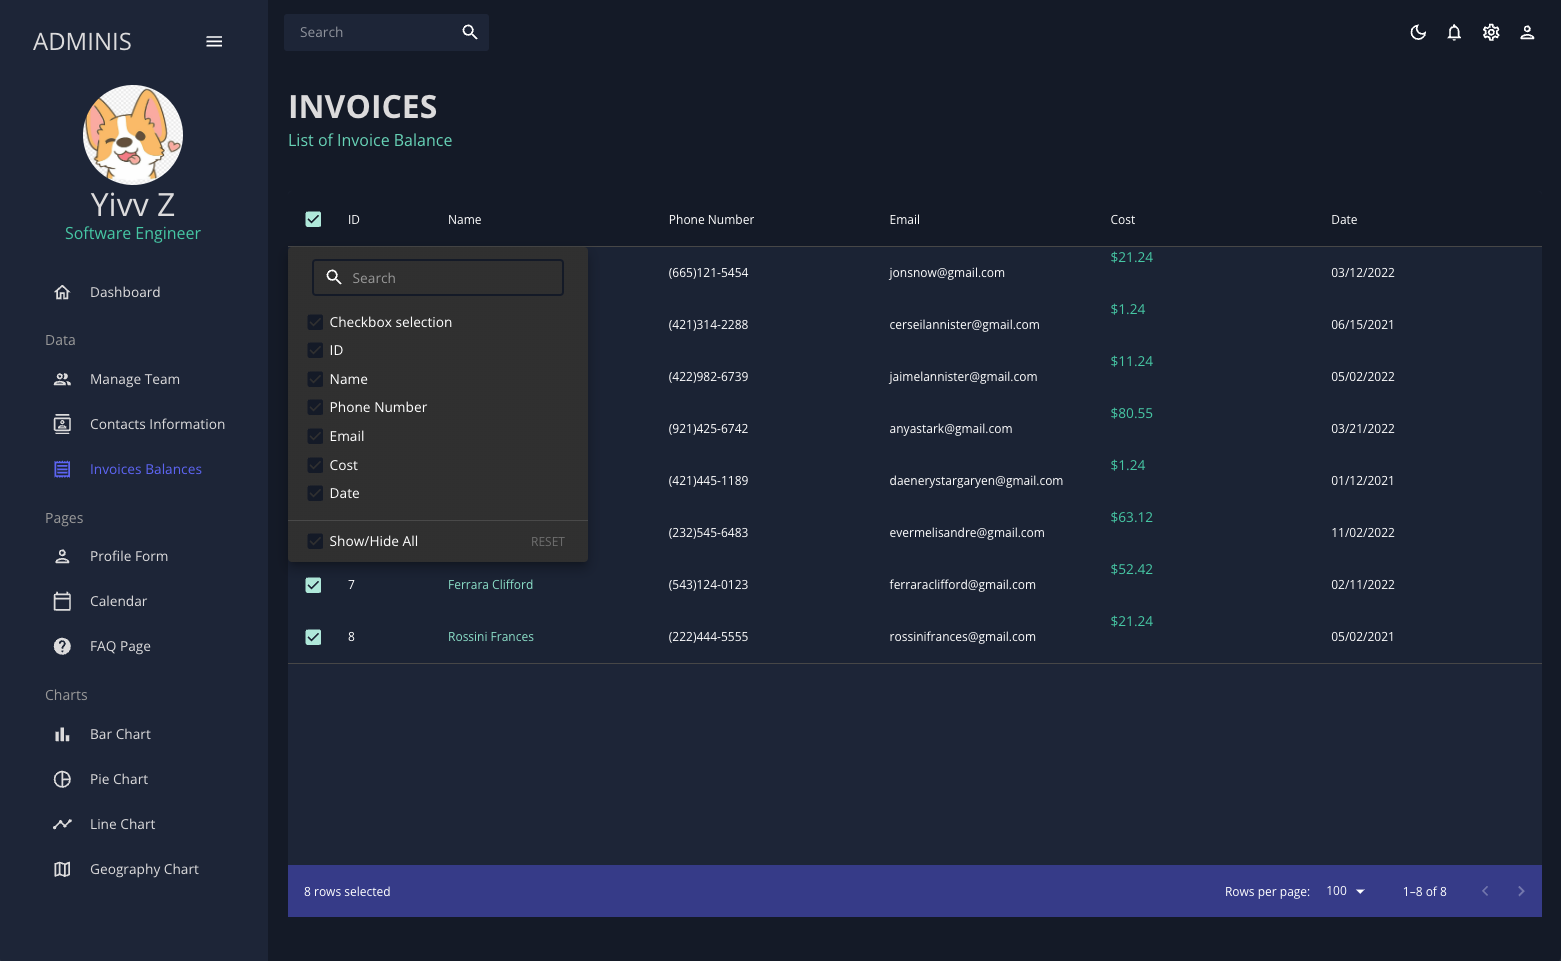 ADMINIS
Yivv Z
Software Engineer
Dashboard
Data
Manage Team
Contacts Information
Invoices Balances
Pages
Profile Form
Calendar
FAQ Page
Charts
Bar Chart
Pie Chart
Line Chart
Geography Chart
Search
INVOICES
List of Invoice Balance
ID Name Phone Number Email Cost Date
Search
Checkbox selection
ID
Name
Phone Number
Email
Cost
Date
Show/Hide All RESET
(665)121-5454 jonsnow@gmail.com $21.24 03/12/2022
(421)314-2288 cerseilannister@gmail.com $1.24 06/15/2021
(422)982-6739 jaimelannister@gmail.com $11.24 05/02/2022
(921)425-6742 anyastark@gmail.com $80.55 03/21/2022
(421)445-1189 daenerystargaryen@gmail.com $1.24 01/12/2021
(232)545-6483 evermelisandre@gmail.com $63.12 11/02/2022
7 Ferrara Clifford (543)124-0123 ferraraclifford@gmail.com $52.42 02/11/2022
8 Rossini Frances (222)444-5555 rossinifrances@gmail.com $21.24 05/02/2021
8 rows selected Rows per page: 100 1–8 of 8